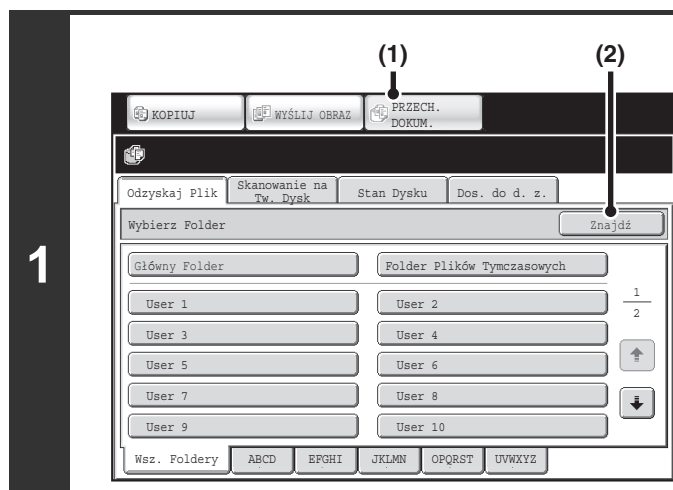 (1)
(2)
KOPIUJ
WYŚLIJ OBRAZ
PRZECH.
DOKUM.
Odzyskaj Plik
Skanowanie na
Tw. Dysk
Stan Dysku
Dos. do d. z.
Wybierz Folder
Znajdź
1
Główny Folder
Folder Plików Tymczasowych
User 1
User 2
1
2
User 3
User 4
User 5
User 6
User 7
User 8
User 9
User 10
Wsz. Foldery
ABCD
EFGHI
JKLMN
OPQRST
UVWXYZ